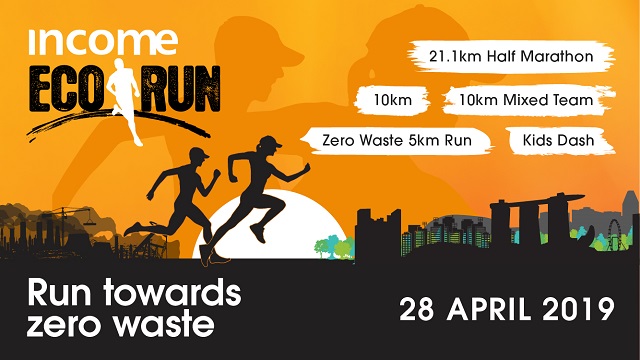 income
ECO RUN
21.1km Half Marathon
10km
10km Mixed Team
Zero Waste 5km Run
Kids Dash
Run towards
zero waste
28 APRIL 2019